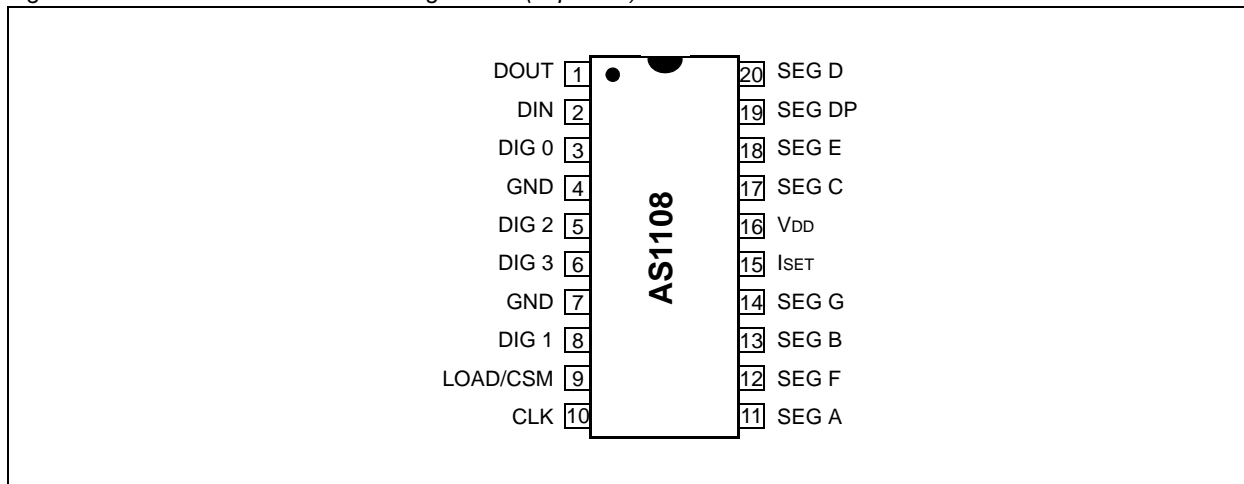 DOUT 1 20 SEG D
DIN 2 19 SEG DP
DIG 0 3 18 SEG E
GND 4 17 SEG C
DIG 2 5 16 VDD
DIG 3 6 15 ISET
GND 7 14 SEG G
DIG 1 8 13 SEG B
LOAD/CSM 9 12 SEG F
CLK 10 11 SEG A
AS1108